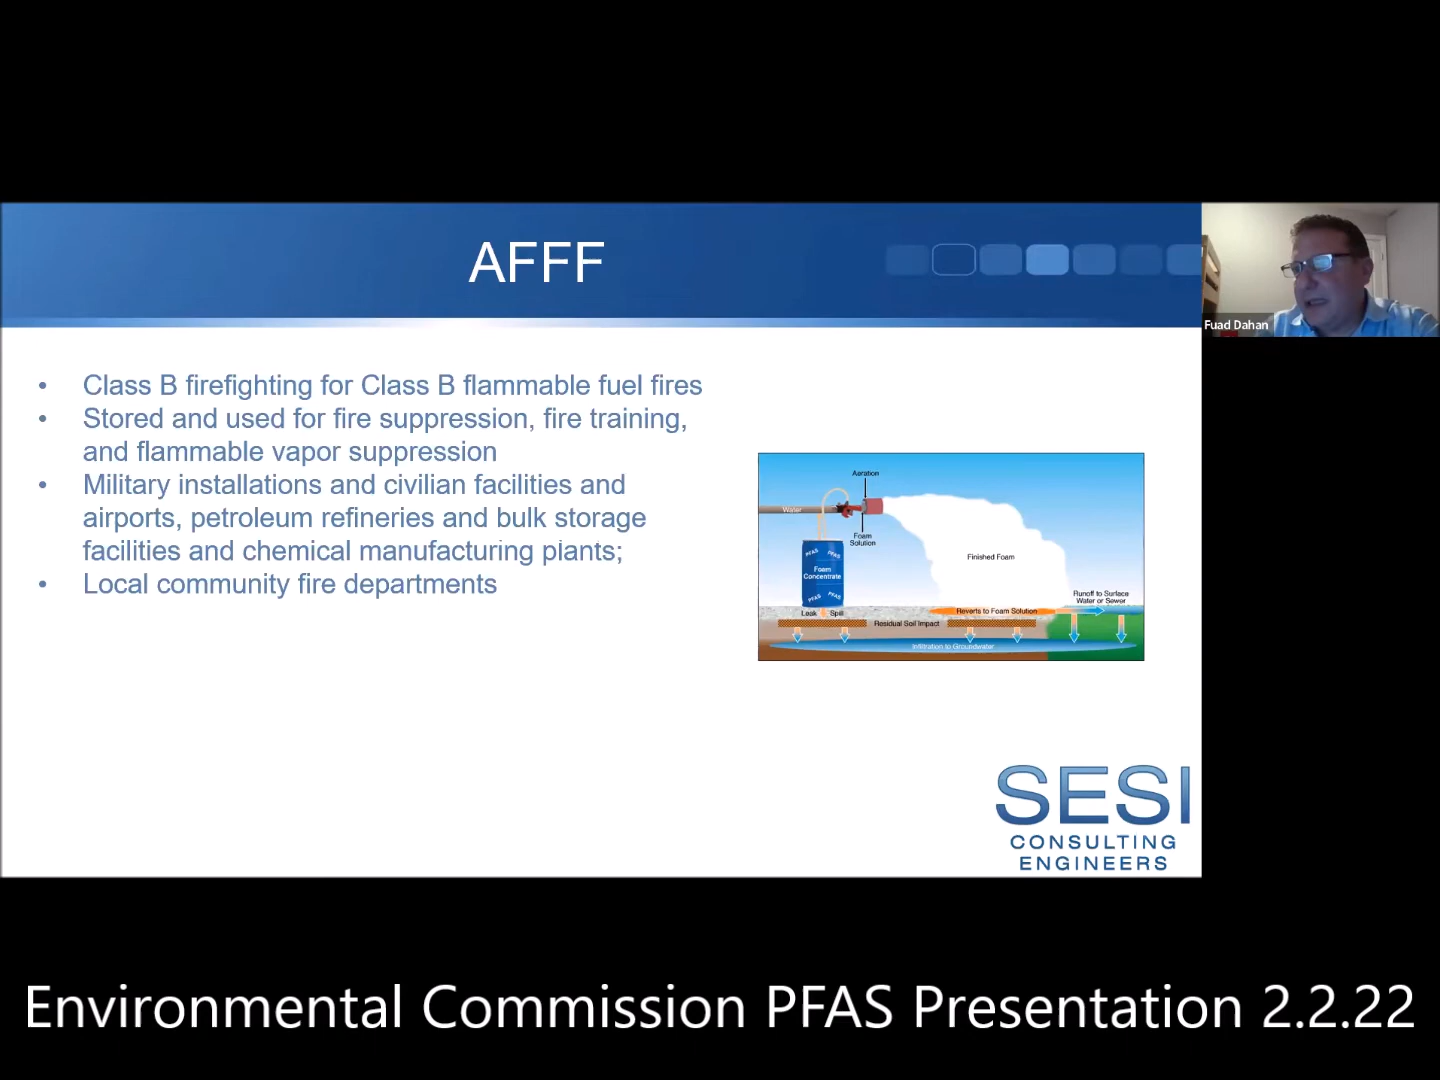 AFFF
Fuad Dahan
• Class B firefighting for Class B flammable fuel fires
• Stored and used for fire suppression, fire training,
and flammable vapor suppression
• Military installations and civilian facilities and
airports, petroleum refineries and bulk storage
facilities and chemical manufacturing plants;
• Local community fire departments
Aeration
Water
Foam
Solution
PFAS PFAS
Foam
Concentrate
PFAS PFAS
Finished Foam
Runoff to Surface
Water or Sewer
Leak Spill
Reverts to Foam Solution
Residual Soil Impact
Infiltration to Groundwater
SESI
CONSULTING
ENGINEERS
Environmental Commission PFAS Presentation 2.2.22